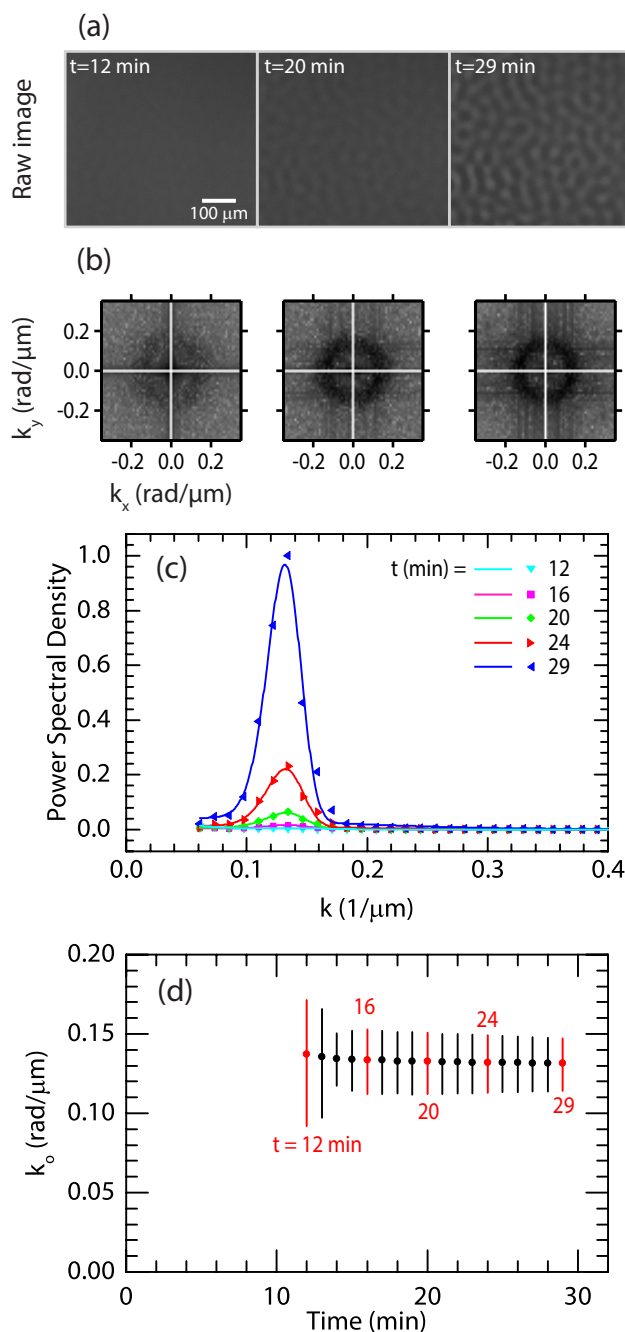 (a)
Raw image
t=12 min
t=20 min
t=29 min
100 μm
(b)
k_y (rad/μm)
0.2
0.0
-0.2
-0.2 0.0 0.2
-0.2 0.0 0.2
-0.2 0.0 0.2
k_x (rad/μm)
(c)
Power Spectral Density
1.0
0.8
0.6
0.4
0.2
0.0
t (min) =
12
16
20
24
29
0.0 0.1 0.2 0.3 0.4
k (1/μm)
(d)
k_o (rad/μm)
0.20
0.15
0.10
0.05
0.00
16
24
20
29
t = 12 min
0 10 20 30
Time (min)